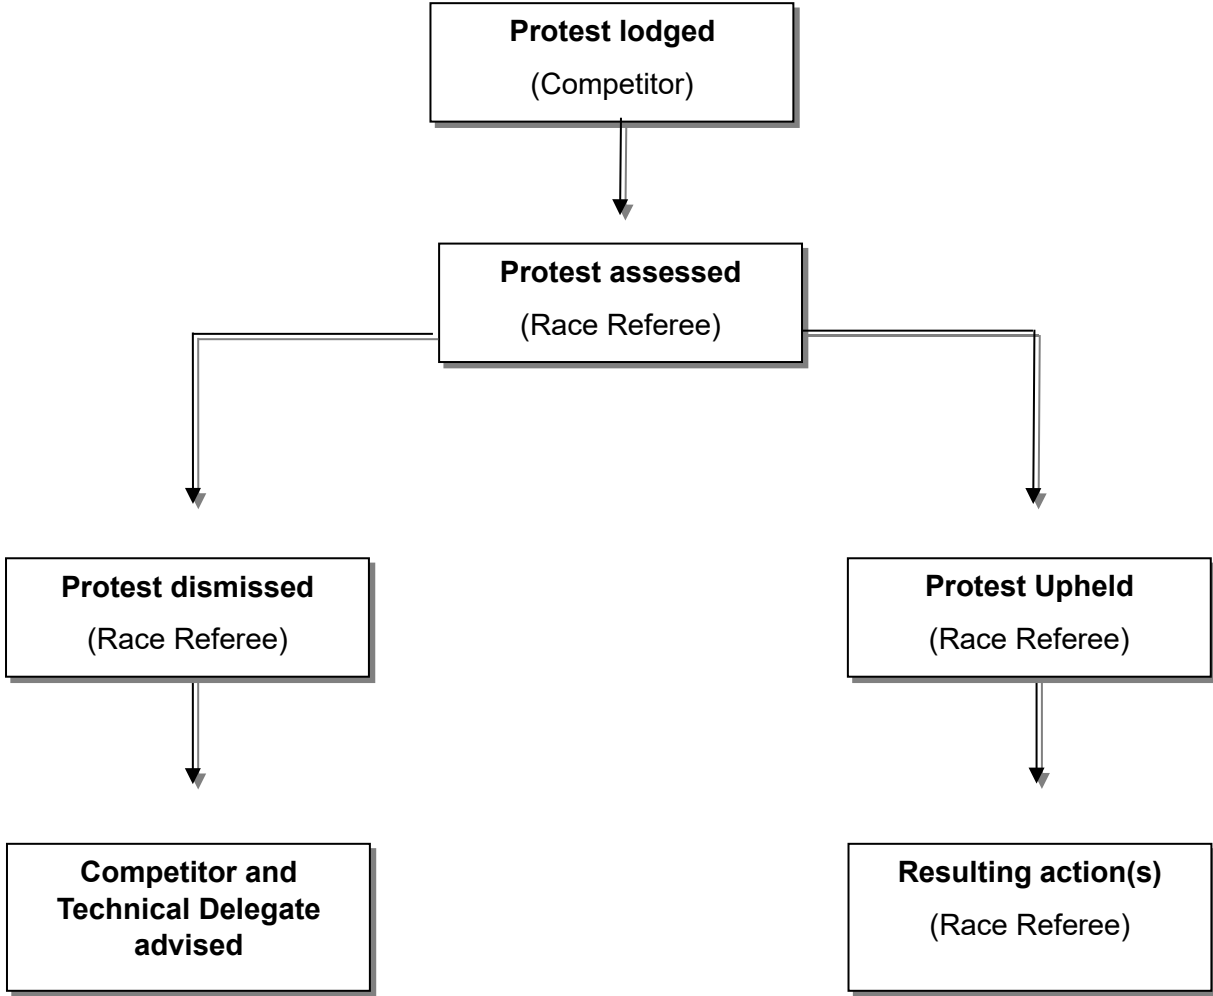 Protest lodged
(Competitor)
Protest assessed
(Race Referee)
Protest dismissed
(Race Referee)
Protest Upheld
(Race Referee)
Competitor and
Technical Delegate
advised
Resulting action(s)
(Race Referee)